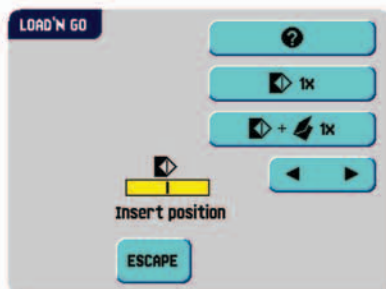 LOAD'N GO
?
1x
+ 1x
Insert position
ESCAPE